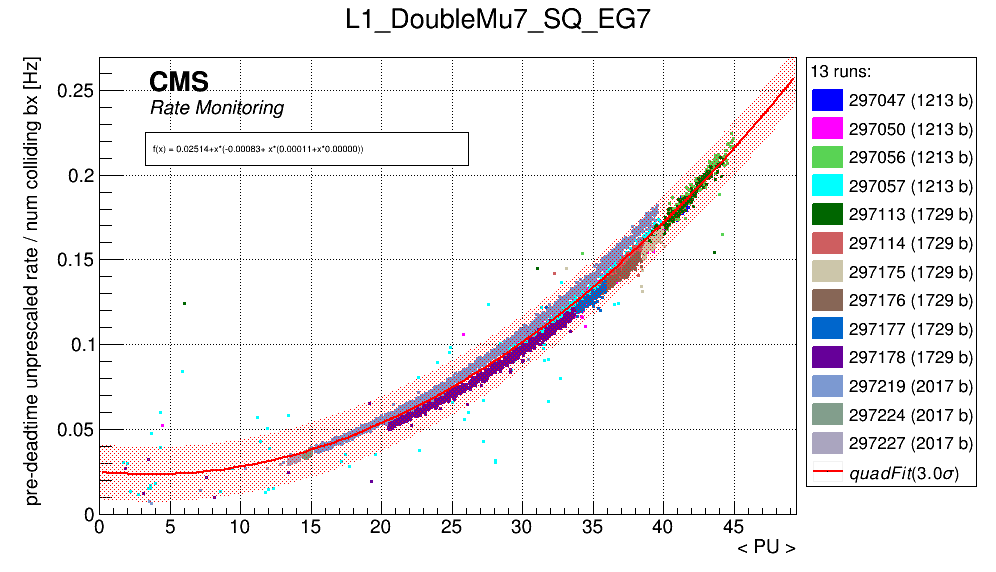 L1_DoubleMu7_SQ_EG7
pre-deadtime unprescaled rate / num colliding bx [Hz]
CMS
Rate Monitoring
f(x) = 0.02514+x*(-0.00083+ x*(0.00011+x*0.00000))
0.25
0.2
0.15
0.1
0.05
0
0 5 10 15 20 25 30 35 40 45
< PU >
13 runs:
297047 (1213 b)
297050 (1213 b)
297056 (1213 b)
297057 (1213 b)
297113 (1729 b)
297114 (1729 b)
297175 (1729 b)
297176 (1729 b)
297177 (1729 b)
297178 (1729 b)
297219 (2017 b)
297224 (2017 b)
297227 (2017 b)
quadFit(3.0σ)